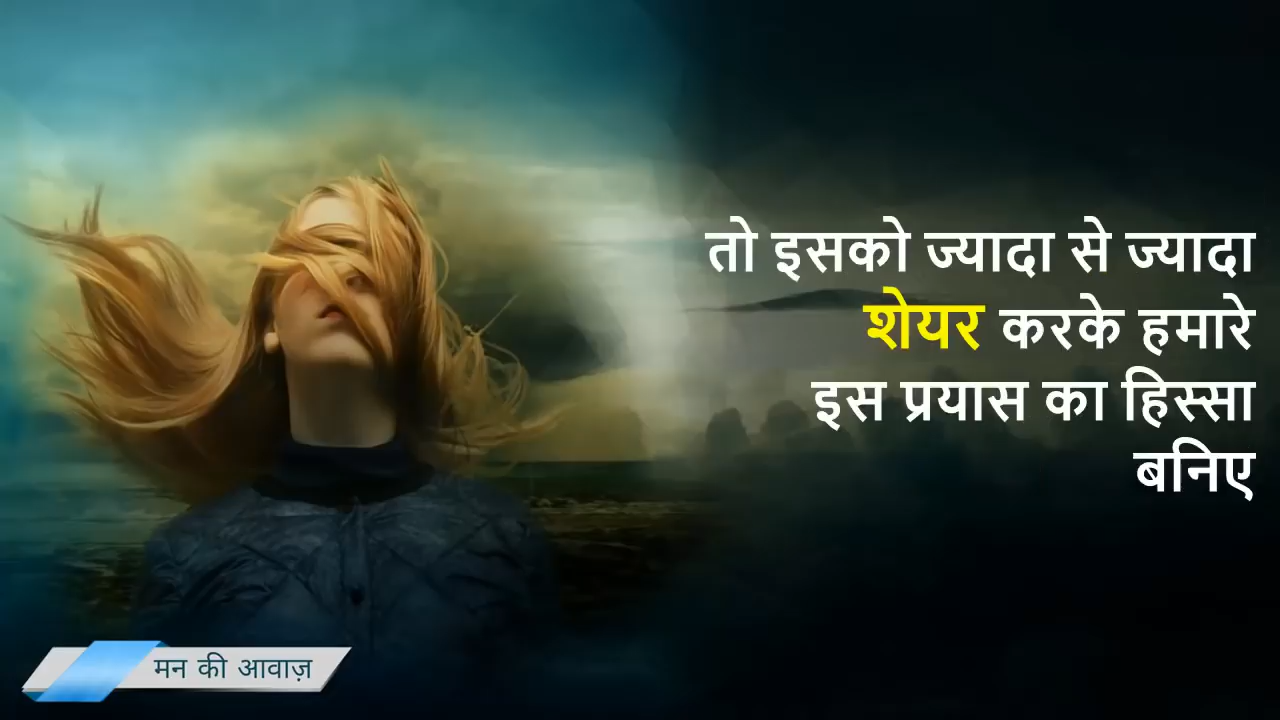 तो इसको ज्यादा से ज्यादा
शेयर करके हमारे
इस प्रयास का हिस्सा
बनिए
मन की आवाज़